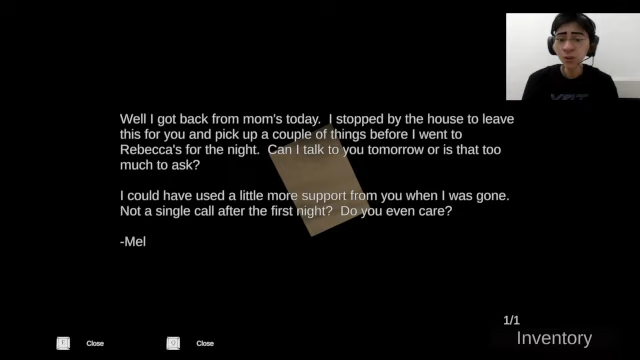 Well I got back from mom's today.  I stopped by the house to leave
this for you and pick up a couple of things before I went to
Rebecca's for the night.  Can I talk to you tomorrow or is that too
much to ask?
I could have used a little more support from you when I was gone.
Not a single call after the first night?  Do you even care?
-Mel
1/1
Inventory
Close
Close